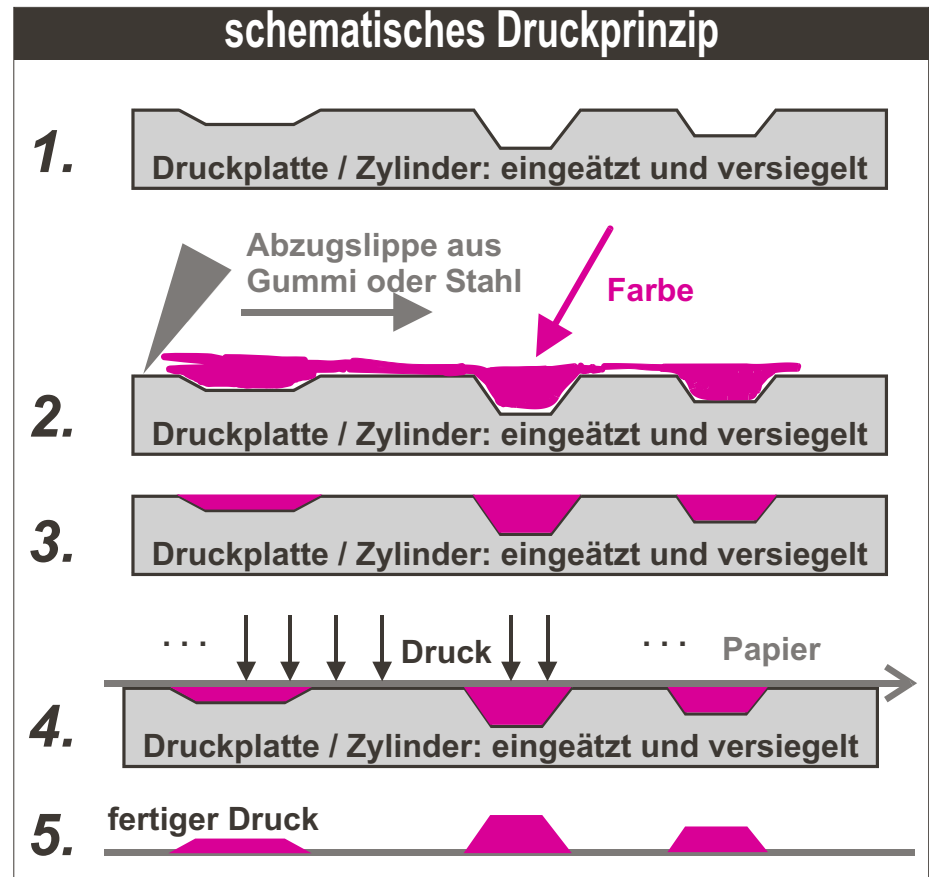 schematisches Druckprinzip
1.
Druckplatte / Zylinder: eingeätzt und versiegelt
Abzugslippe aus
Gummi oder Stahl
Farbe
2.
Druckplatte / Zylinder: eingeätzt und versiegelt
3.
Druckplatte / Zylinder: eingeätzt und versiegelt
. . . Druck . . . Papier
4.
Druckplatte / Zylinder: eingeätzt und versiegelt
fertiger Druck
5.